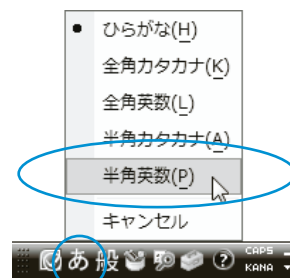 ● ひらがな(H)
全角カタカナ(K)
全角英数(L)
半角カタカナ(A)
半角英数(P)
キャンセル
あ 般 ? CAPS
KANA